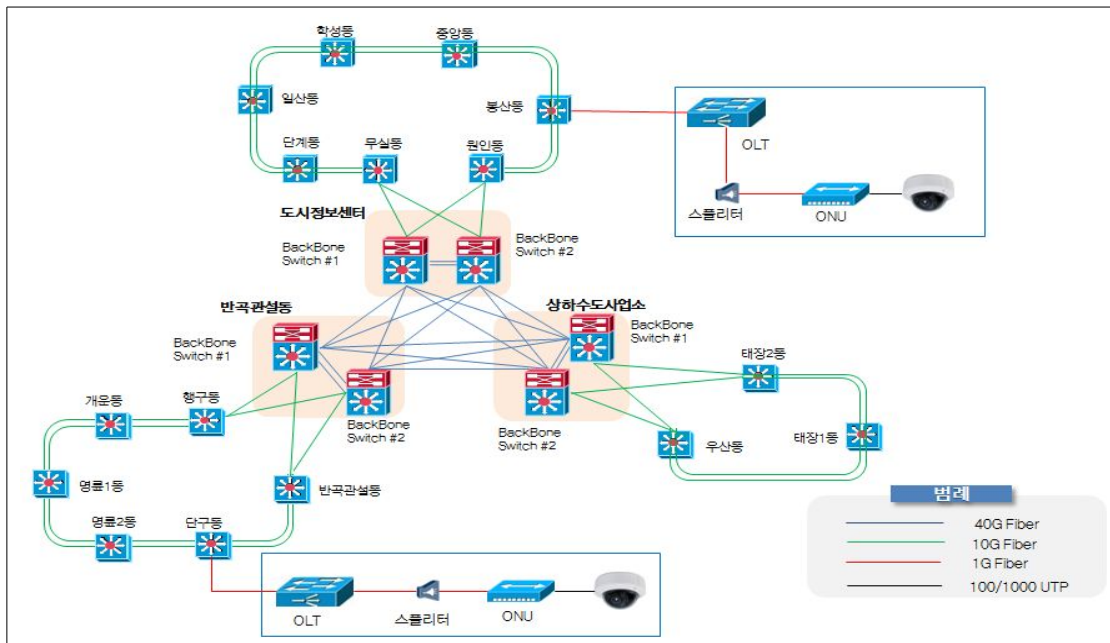 학성동
중앙동
일산동
봉산동
단계동
무실동
원인동
OLT
스플리터
ONU
도시정보센터
BackBone
Switch #1
BackBone
Switch #2
반곡관설동
상하수도사업소
BackBone
Switch #1
BackBone
Switch #1
BackBone
Switch #2
BackBone
Switch #2
태장2동
태장1동
우산동
개운동
행구동
명륜1동
명륜2동
단구동
반곡관설동
OLT
스플리터
ONU
범례
40G Fiber
10G Fiber
1G Fiber
100/1000 UTP